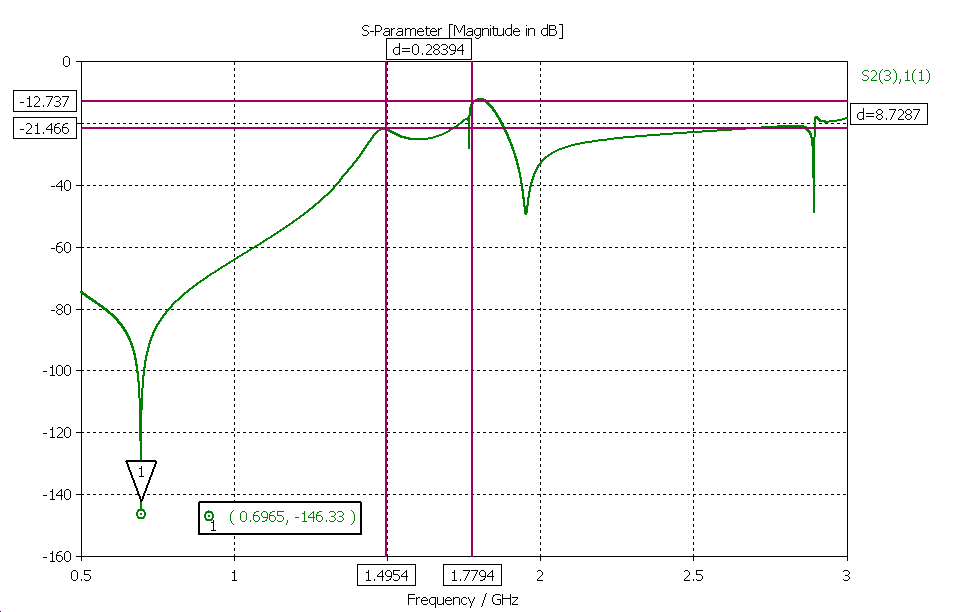 S-Parameter [Magnitude in dB]
d=0.28394
0
S2(3),1(1)
-12.737
d=8.7287
-21.466
-40
-60
-80
-100
-120
1
-140
1 ( 0.6965, -146.33 )
-160
0.5 1 1.4954 1.7794 2 2.5 3
Frequency / GHz